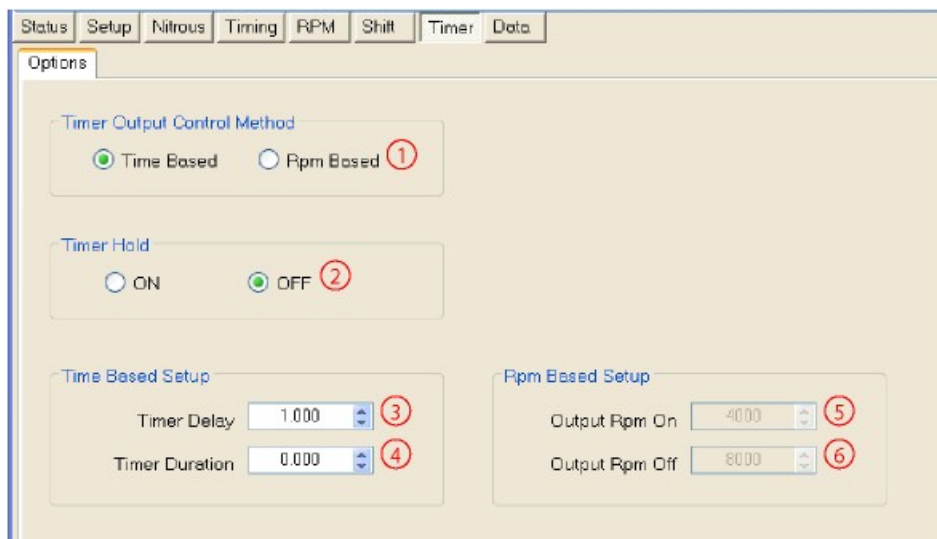 Status Setup Nitrous Timing RPM Shift Timer Data
Options
Timer Output Control Method
Time Based Rpm Based 1
Timer Hold
ON OFF 2
Time Based Setup
Timer Delay 1.000 3
Timer Duration 0.000 4
Rpm Based Setup
Output Rpm On 4000 5
Output Rpm Off 8000 6